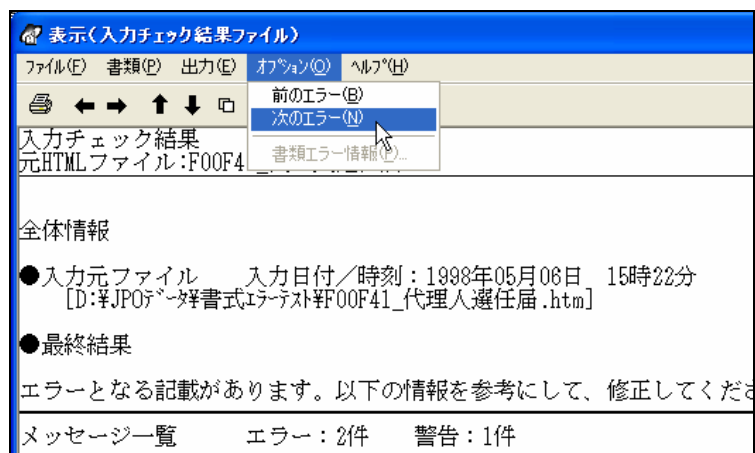 表示(入力チェック結果ファイル)
ファイル(F) 書類(P) 出力(E) オプション(O) ヘルプ(H)
前のエラー(B)
次のエラー(N)
書類エラー情報(P)...
入力チェック結果
元HTMLファイル:F00F4
全体情報
●入力元ファイル 入力日付/時刻:1998年05月06日 15時22分
[D:¥JPOデータ¥書式エラーテスト¥F00F41_代理人選任届.htm]
●最終結果
エラーとなる記載があります。以下の情報を参考にして、修正してくださ
メッセージ一覧 エラー:2件 警告:1件